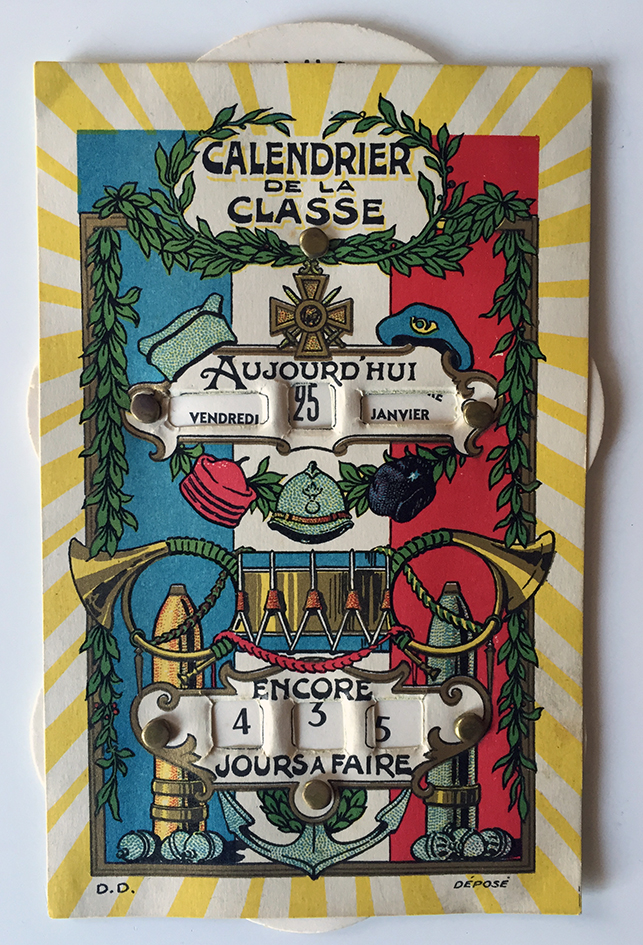 CALENDRIER
DE LA
CLASSE
AUJOURD'HUI
VENDREDI 25 JANVIER
ENCORE
4 3 5
JOURS A FAIRE
D.D. DÉPOSÉ